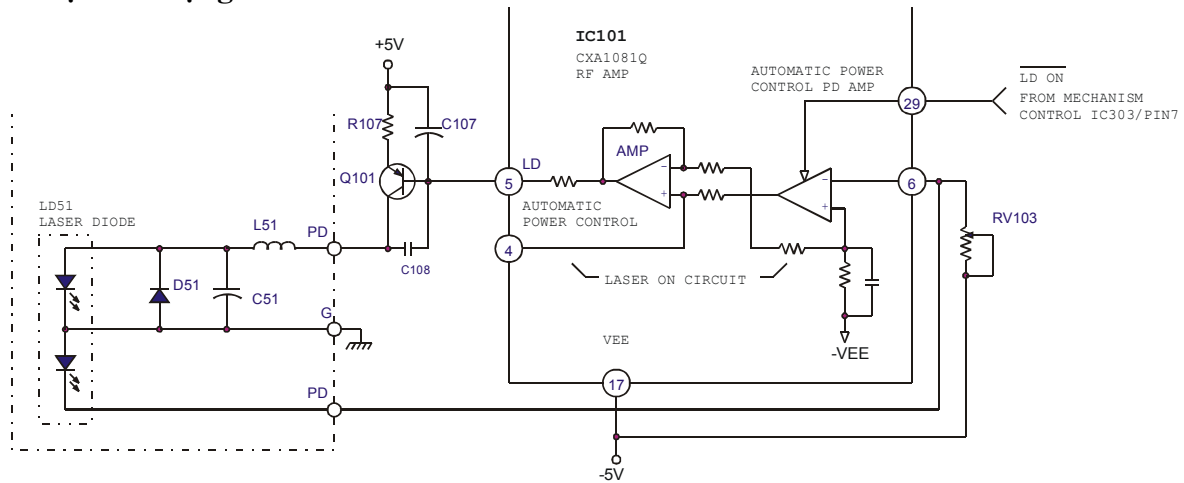 IC101
CXA1081Q
RF AMP
+5V
AUTOMATIC POWER
CONTROL PD AMP
LD ON
FROM MECHANISM
CONTROL IC303/PIN7
29
R107
C107
AMP
Q101
LD
5
6
−
+
−
+
AUTOMATIC
POWER CONTROL
4
RV103
LD51
LASER DIODE
L51
PD
C108
LASER ON CIRCUIT
D51
C51
G
VEE
-VEE
17
PD
-5V